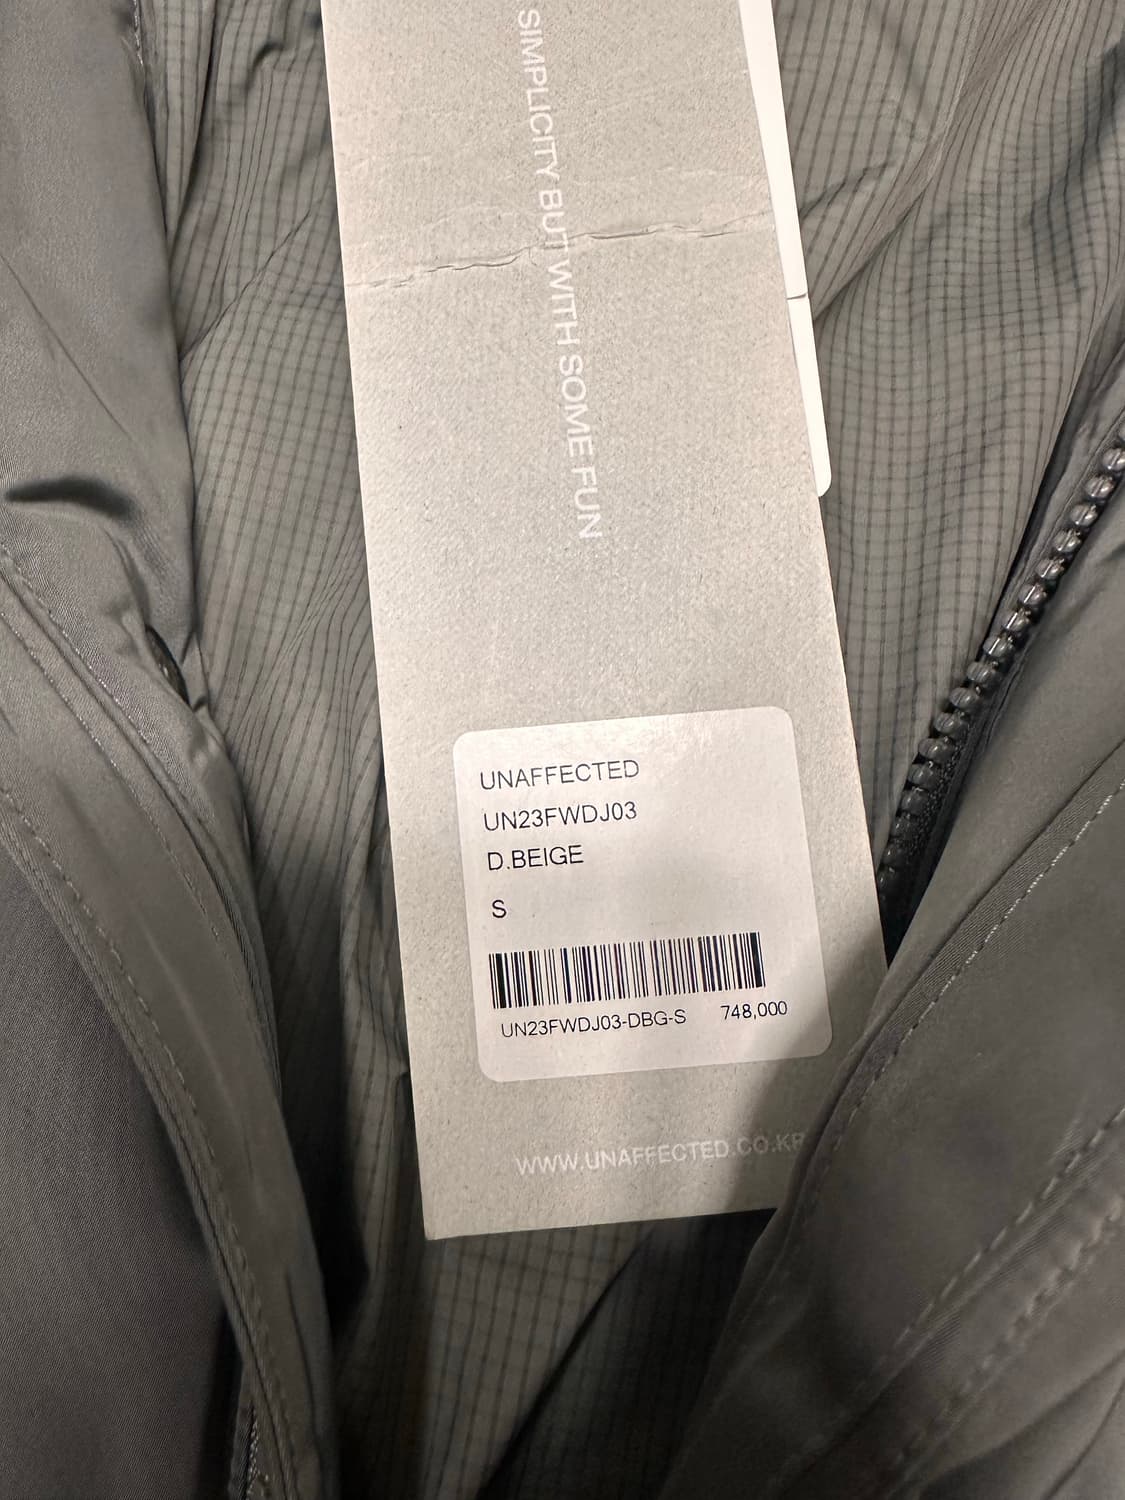 SIMPLICITY BUT WITH SOME FUN
UNAFFECTED
UN23FWDJ03
D.BEIGE
S
UN23FWDJ03-DBG-S 748,000
WWW.UNAFFECTED.CO.KR